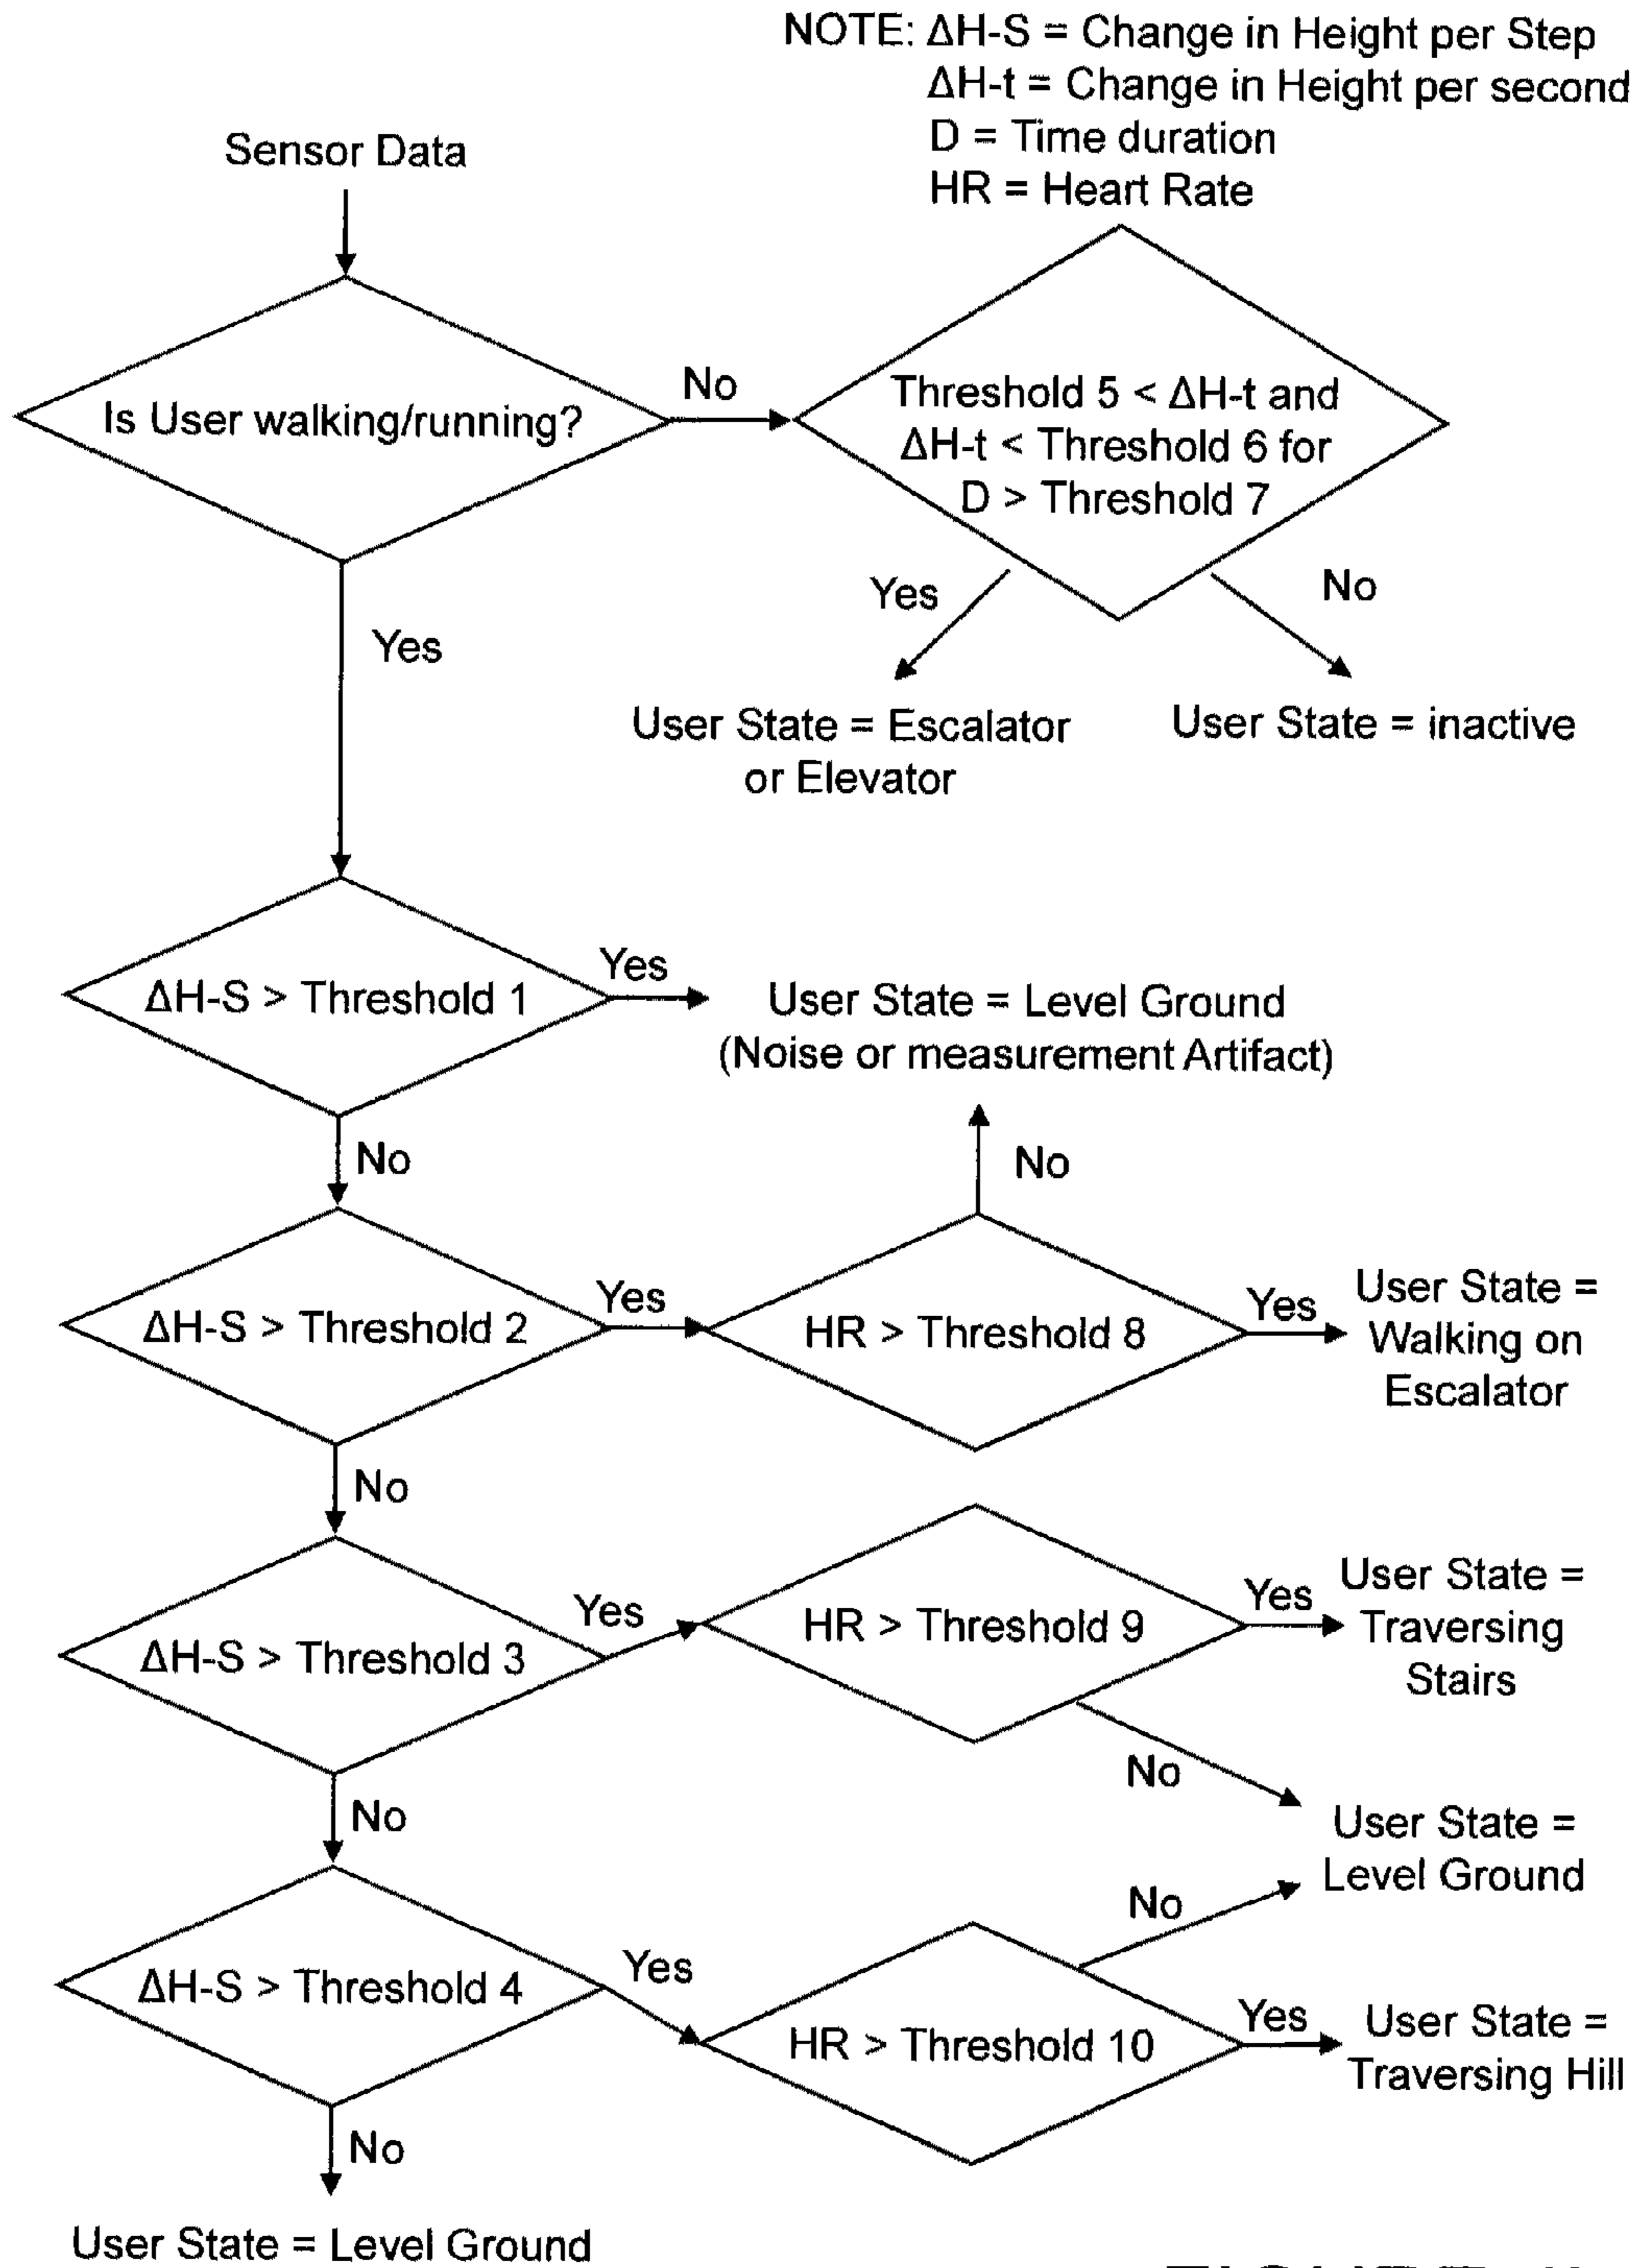 NOTE: ΔH-S = Change in Height per Step
ΔH-t = Change in Height per second
D = Time duration
HR = Heart Rate
Sensor Data
Is User walking/running?
No
Threshold 5 < ΔH-t and
ΔH-t < Threshold 6 for
D > Threshold 7
Yes
No
User State = Escalator
or Elevator
User State = inactive
Yes
ΔH-S > Threshold 1
Yes
User State = Level Ground
(Noise or measurement Artifact)
No
No
ΔH-S > Threshold 2
Yes
HR > Threshold 8
Yes
User State =
Walking on
Escalator
No
ΔH-S > Threshold 3
Yes
HR > Threshold 9
Yes
User State =
Traversing
Stairs
No
No
User State =
Level Ground
No
ΔH-S > Threshold 4
Yes
HR > Threshold 10
Yes
User State =
Traversing Hill
No
User State = Level Ground